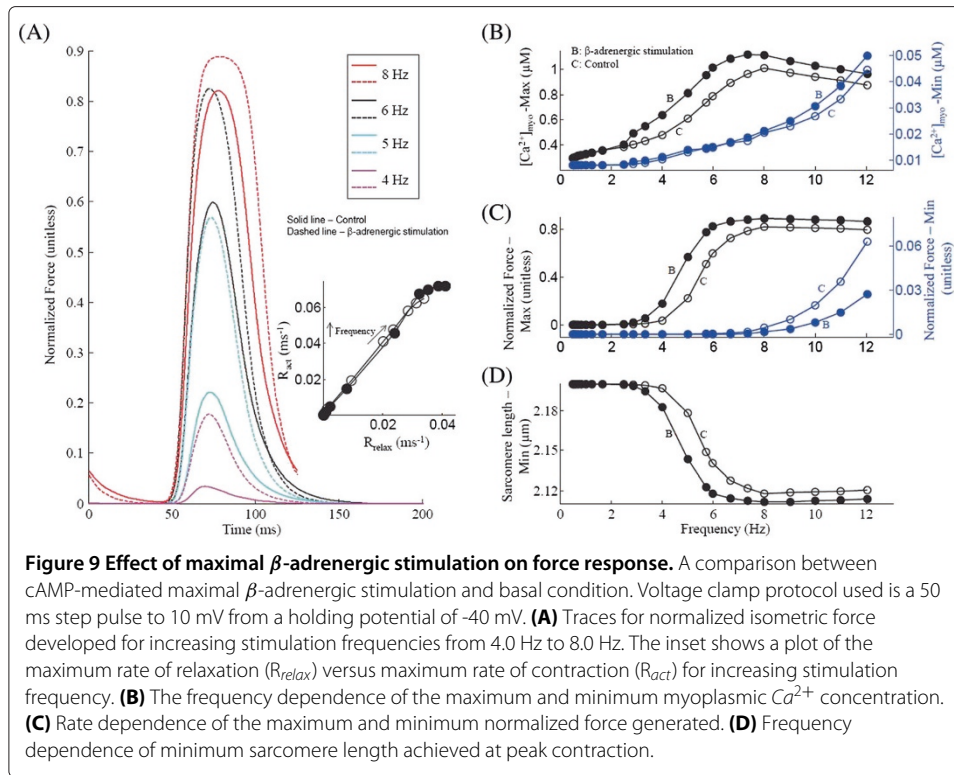 (A)
Normalized Force (unitless)
0.9
0.8
0.7
0.6
0.5
0.4
0.3
0.2
0.1
0
0
50
100
150
200
Time (ms)
8 Hz
6 Hz
5 Hz
4 Hz
Solid line – Control
Dashed line – β-adrenergic stimulation
R_act (ms⁻¹)
0.06
0.04
0.02
Frequency
0.02
0.04
R_relax (ms⁻¹)
(B)
B: β-adrenergic stimulation
C: Control
[Ca²⁺]myo -Max (µM)
1
0.8
0.6
0.4
B
C
B
C
0.05
0.04
0.03
0.02
0.01
[Ca²⁺]myo -Min (µM)
0 2 4 6 8 10 12
(C)
Normalized Force –
Max (unitless)
0.8
0.4
0
B
C
C
B
0.06
0.03
0
Normalized Force – Min
(unitless)
0 2 4 6 8 10 12
(D)
Sarcomere length –
Min (µm)
2.18
2.15
2.12
B
C
0 2 4 6 8 10 12
Frequency (Hz)
Figure 9 Effect of maximal β-adrenergic stimulation on force response. A comparison between
cAMP-mediated maximal β-adrenergic stimulation and basal condition. Voltage clamp protocol used is a 50
ms step pulse to 10 mV from a holding potential of -40 mV. (A) Traces for normalized isometric force
developed for increasing stimulation frequencies from 4.0 Hz to 8.0 Hz. The inset shows a plot of the
maximum rate of relaxation (R_relax) versus maximum rate of contraction (R_act) for increasing stimulation
frequency. (B) The frequency dependence of the maximum and minimum myoplasmic Ca²⁺ concentration.
(C) Rate dependence of the maximum and minimum normalized force generated. (D) Frequency
dependence of minimum sarcomere length achieved at peak contraction.